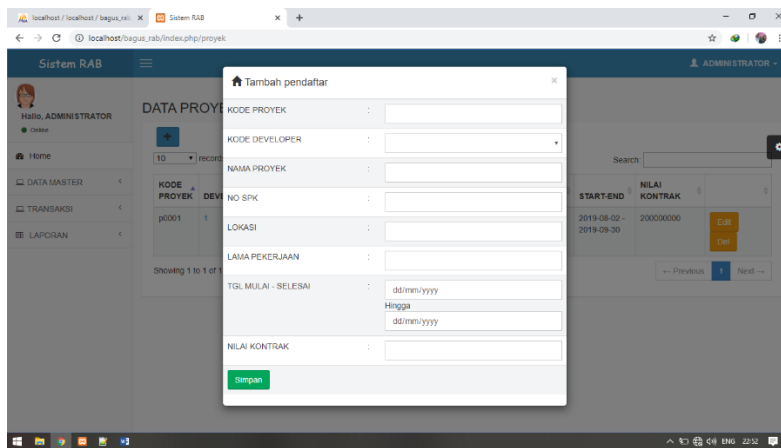 localhost / localhost / bagus_rab
Sistem RAB
localhost/bagus_rab/index.php/proyek
Sistem RAB
ADMINISTRATOR
Hallo, ADMINISTRATOR
Online
Home
DATA MASTER
TRANSAKSI
LAPORAN
DATA PROYE
10 records
Search:
KODE PROYEK DEVE START-END NILAI KONTRAK
p0001 1 2019-08-02 - 2019-09-30 200000000 Edit
Del
Showing 1 to 1 of 1
← Previous 1 Next →
Tambah pendaftar ×
KODE PROYEK :
KODE DEVELOPER :
NAMA PROYEK :
NO SPK :
LOKASI :
LAMA PEKERJAAN :
TGL MULAI - SELESAI : dd/mm/yyyy
Hingga
dd/mm/yyyy
NILAI KONTRAK :
Simpan
ENG 22:52